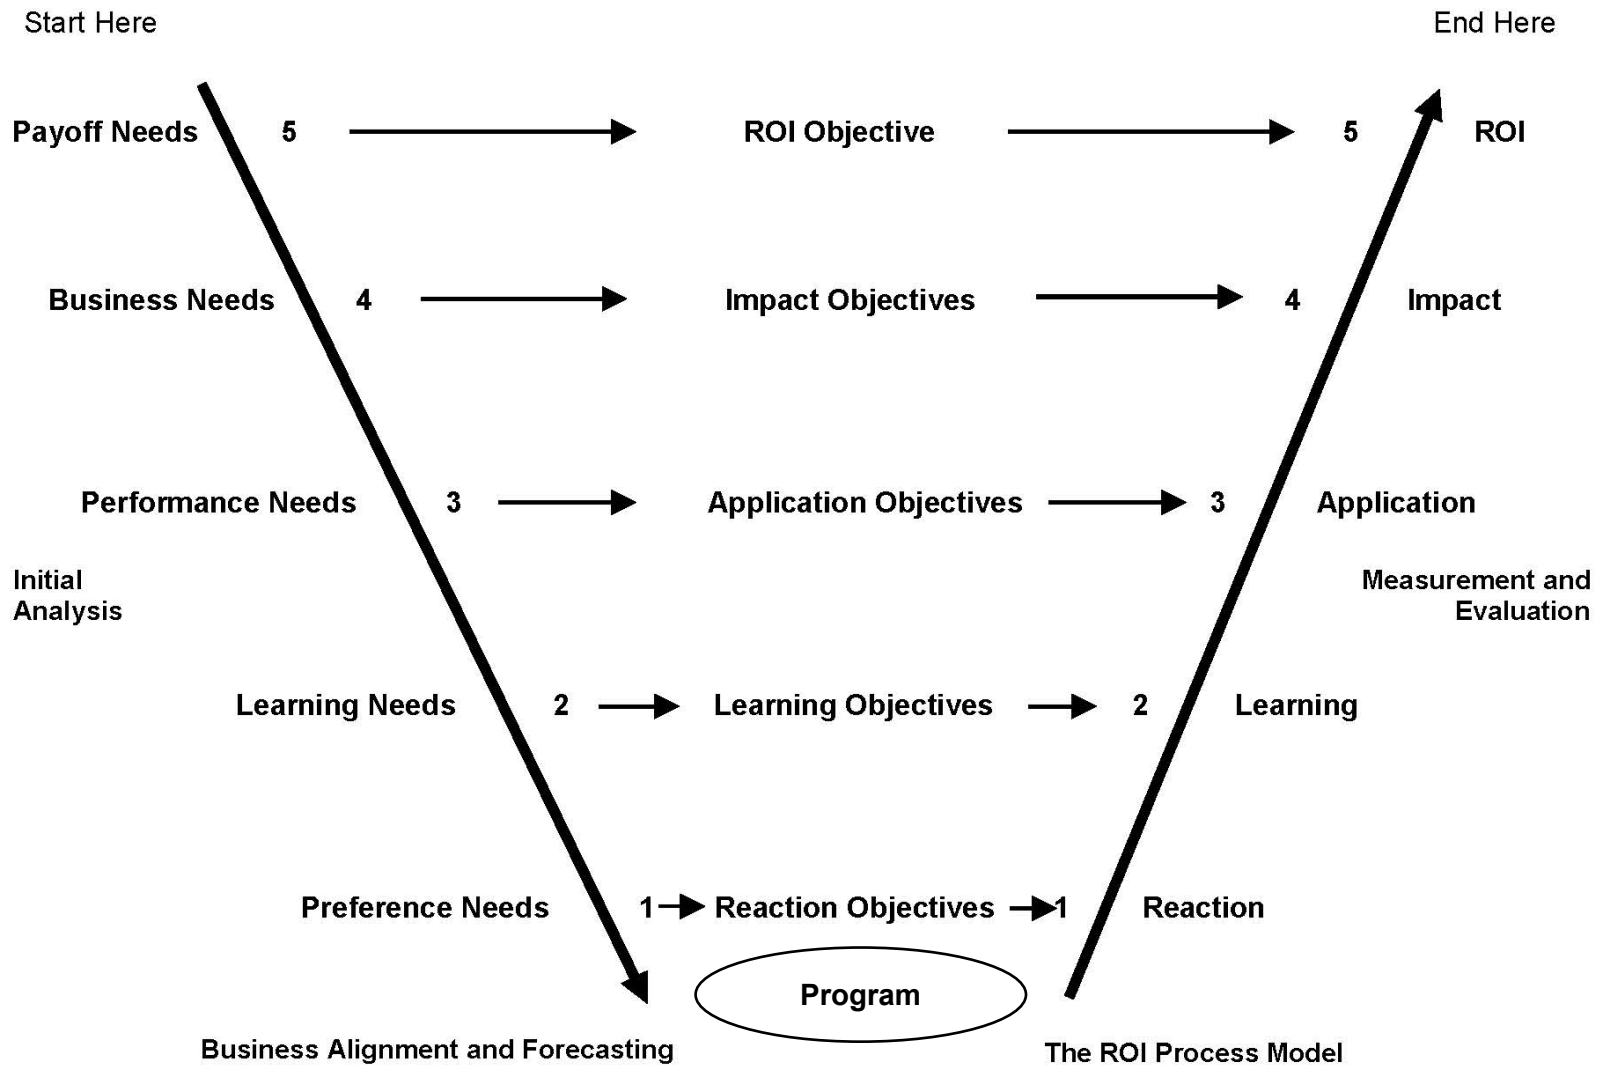 Start Here End Here
Payoff Needs 5 ROI Objective 5 ROI
Business Needs 4 Impact Objectives 4 Impact
Performance Needs 3 Application Objectives 3 Application
Initial
Analysis
Measurement and
Evaluation
Learning Needs 2 Learning Objectives 2 Learning
Preference Needs 1 Reaction Objectives 1 Reaction
Program
Business Alignment and Forecasting The ROI Process Model